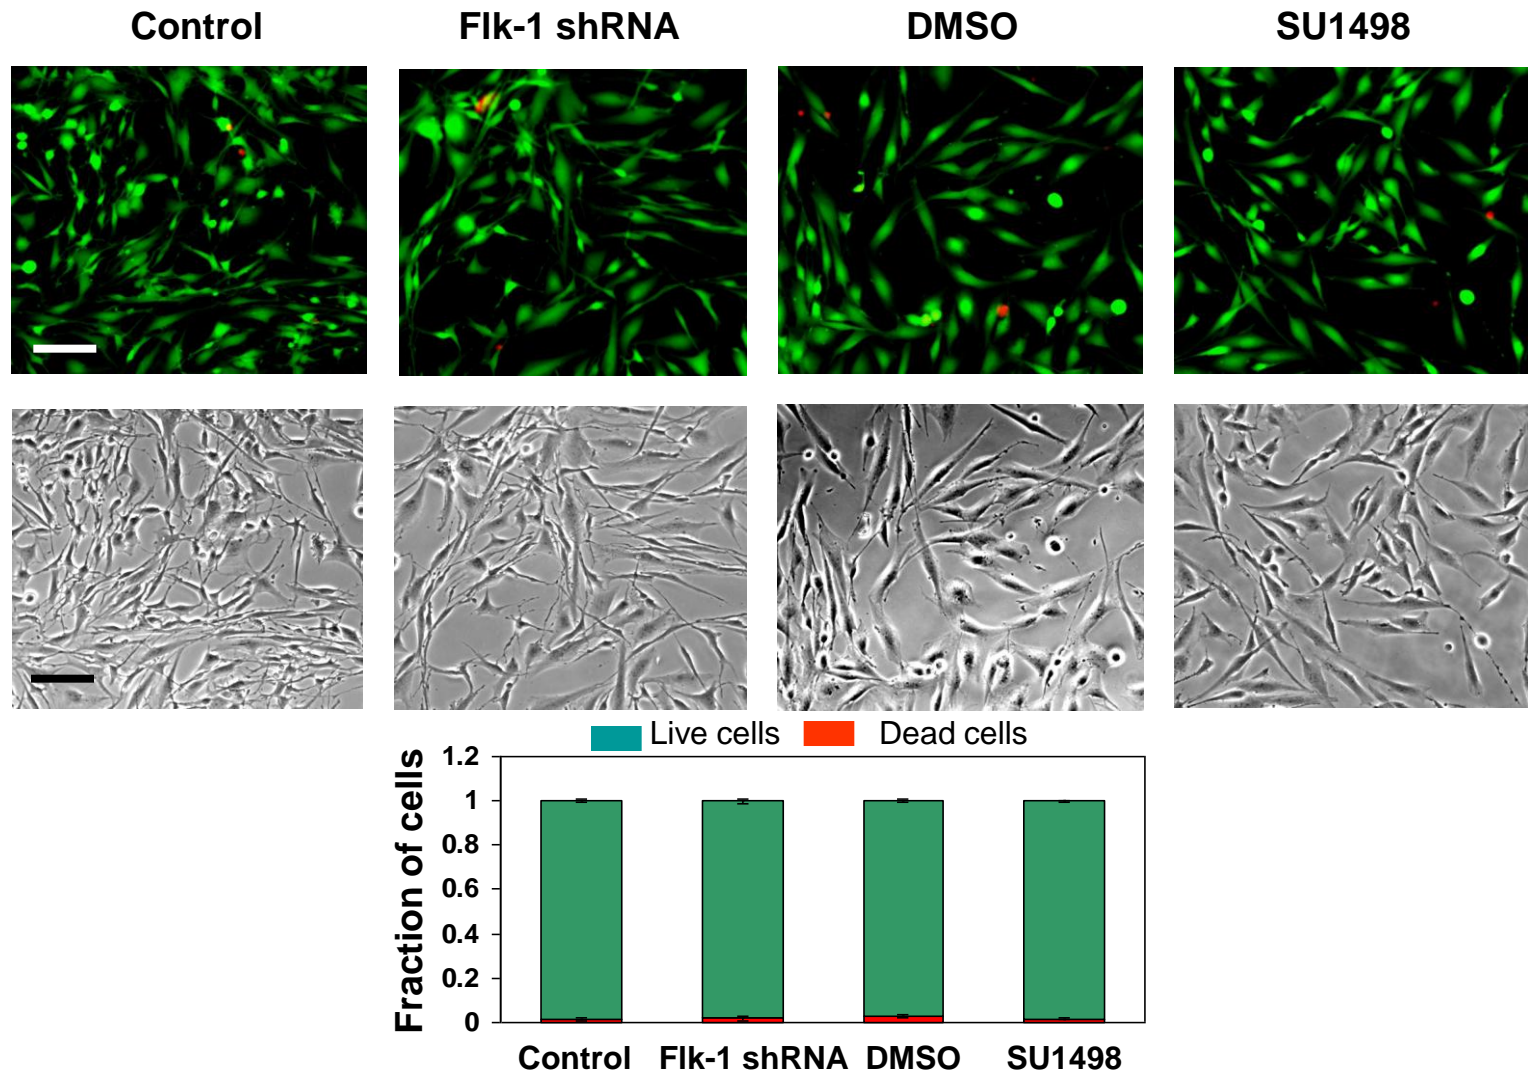 Control Flk-1 shRNA DMSO SU1498
Live cells Dead cells
Fraction of cells
1.2
1
0.8
0.6
0.4
0.2
0
Control Flk-1 shRNA DMSO SU1498